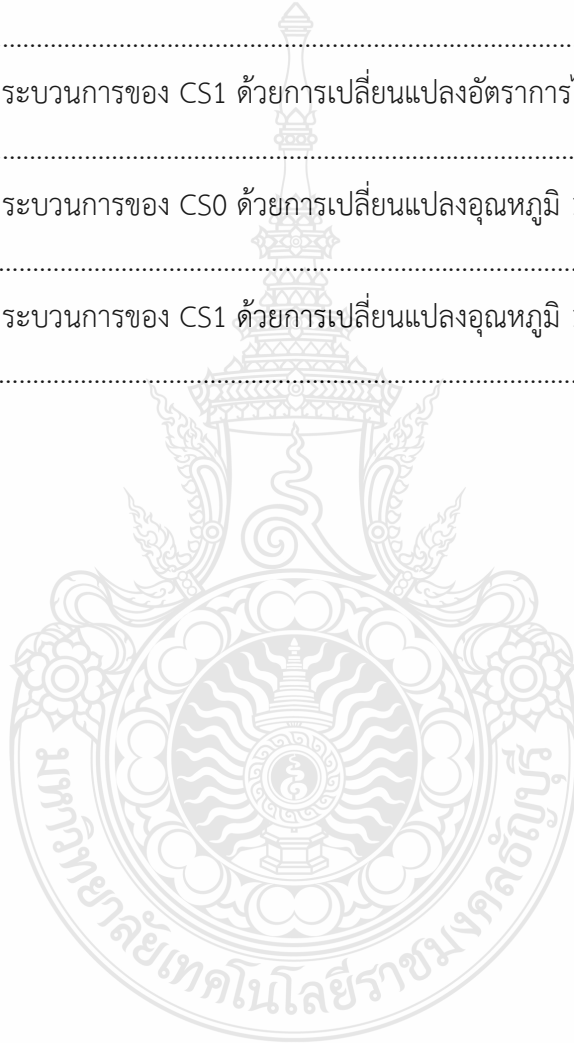 ................................................................................
ระบวนการของ CS1 ด้วยการเปลี่ยนแปลงอัตราการ
................................................................................
ระบวนการของ CS0 ด้วยการเปลี่ยนแปลงอุณหภูมิ
................................................................................
ระบวนการของ CS1 ด้วยการเปลี่ยนแปลงอุณหภูมิ
................................................................................
มหาวิทยาลัยเทคโนโลยีราชมงคลธัญบุรี